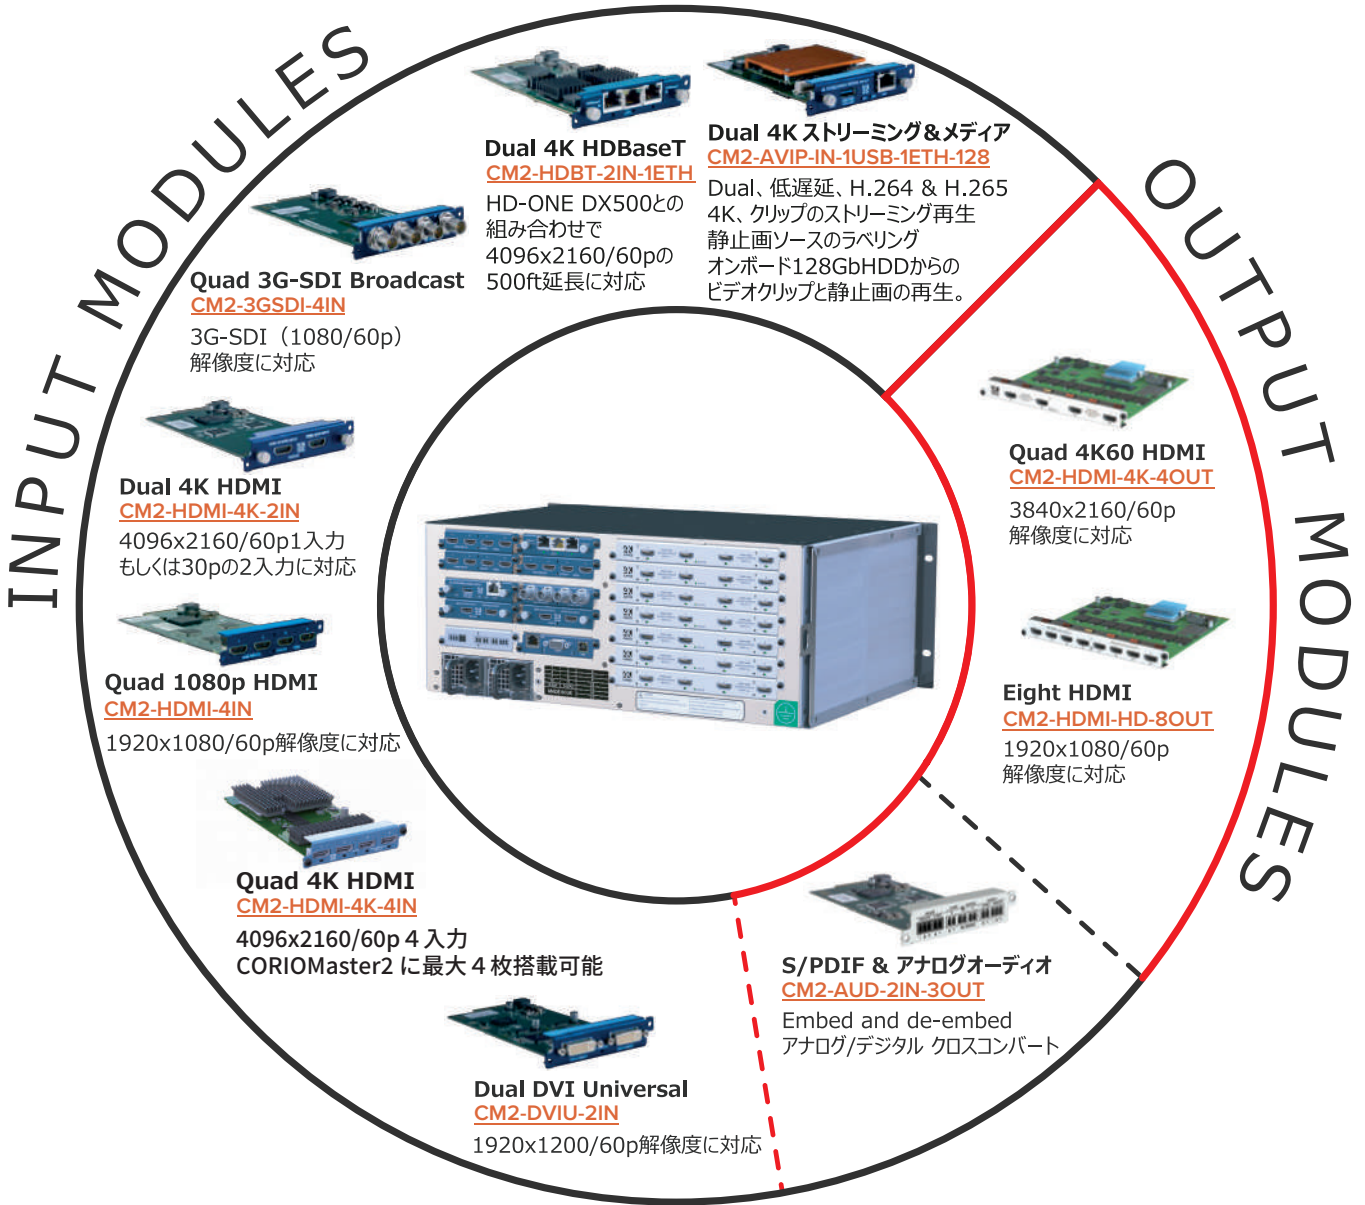 INPUT MODULES
OUTPUT MODULES
Dual 4K HDBaseT
CM2-HDBT-2IN-1ETH
HD-ONE DX500との
組み合わせで
4096x2160/60pの
500ft延長に対応
Dual 4K ストリーミング&メディア
CM2-AVIP-IN-1USB-1ETH-128
Dual、低遅延、H.264 & H.265
4K、クリップのストリーミング再生
静止画ソースのラベリング
オンボード128GbHDDからの
ビデオクリップと静止画の再生。
Quad 3G-SDI Broadcast
CM2-3GSDI-4IN
3G-SDI（1080/60p）
解像度に対応
Dual 4K HDMI
CM2-HDMI-4K-2IN
4096x2160/60p1入力
もしくは30pの2入力に対応
Quad 1080p HDMI
CM2-HDMI-4IN
1920x1080/60p解像度に対応
Quad 4K HDMI
CM2-HDMI-4K-4IN
4096x2160/60p 4 入力
CORIOMaster2 に最大 4 枚搭載可能
Dual DVI Universal
CM2-DVIU-2IN
1920x1200/60p解像度に対応
Quad 4K60 HDMI
CM2-HDMI-4K-4OUT
3840x2160/60p
解像度に対応
Eight HDMI
CM2-HDMI-HD-8OUT
1920x1080/60p
解像度に対応
S/PDIF & アナログオーディオ
CM2-AUD-2IN-3OUT
Embed and de-embed
アナログ/デジタル クロスコンバート